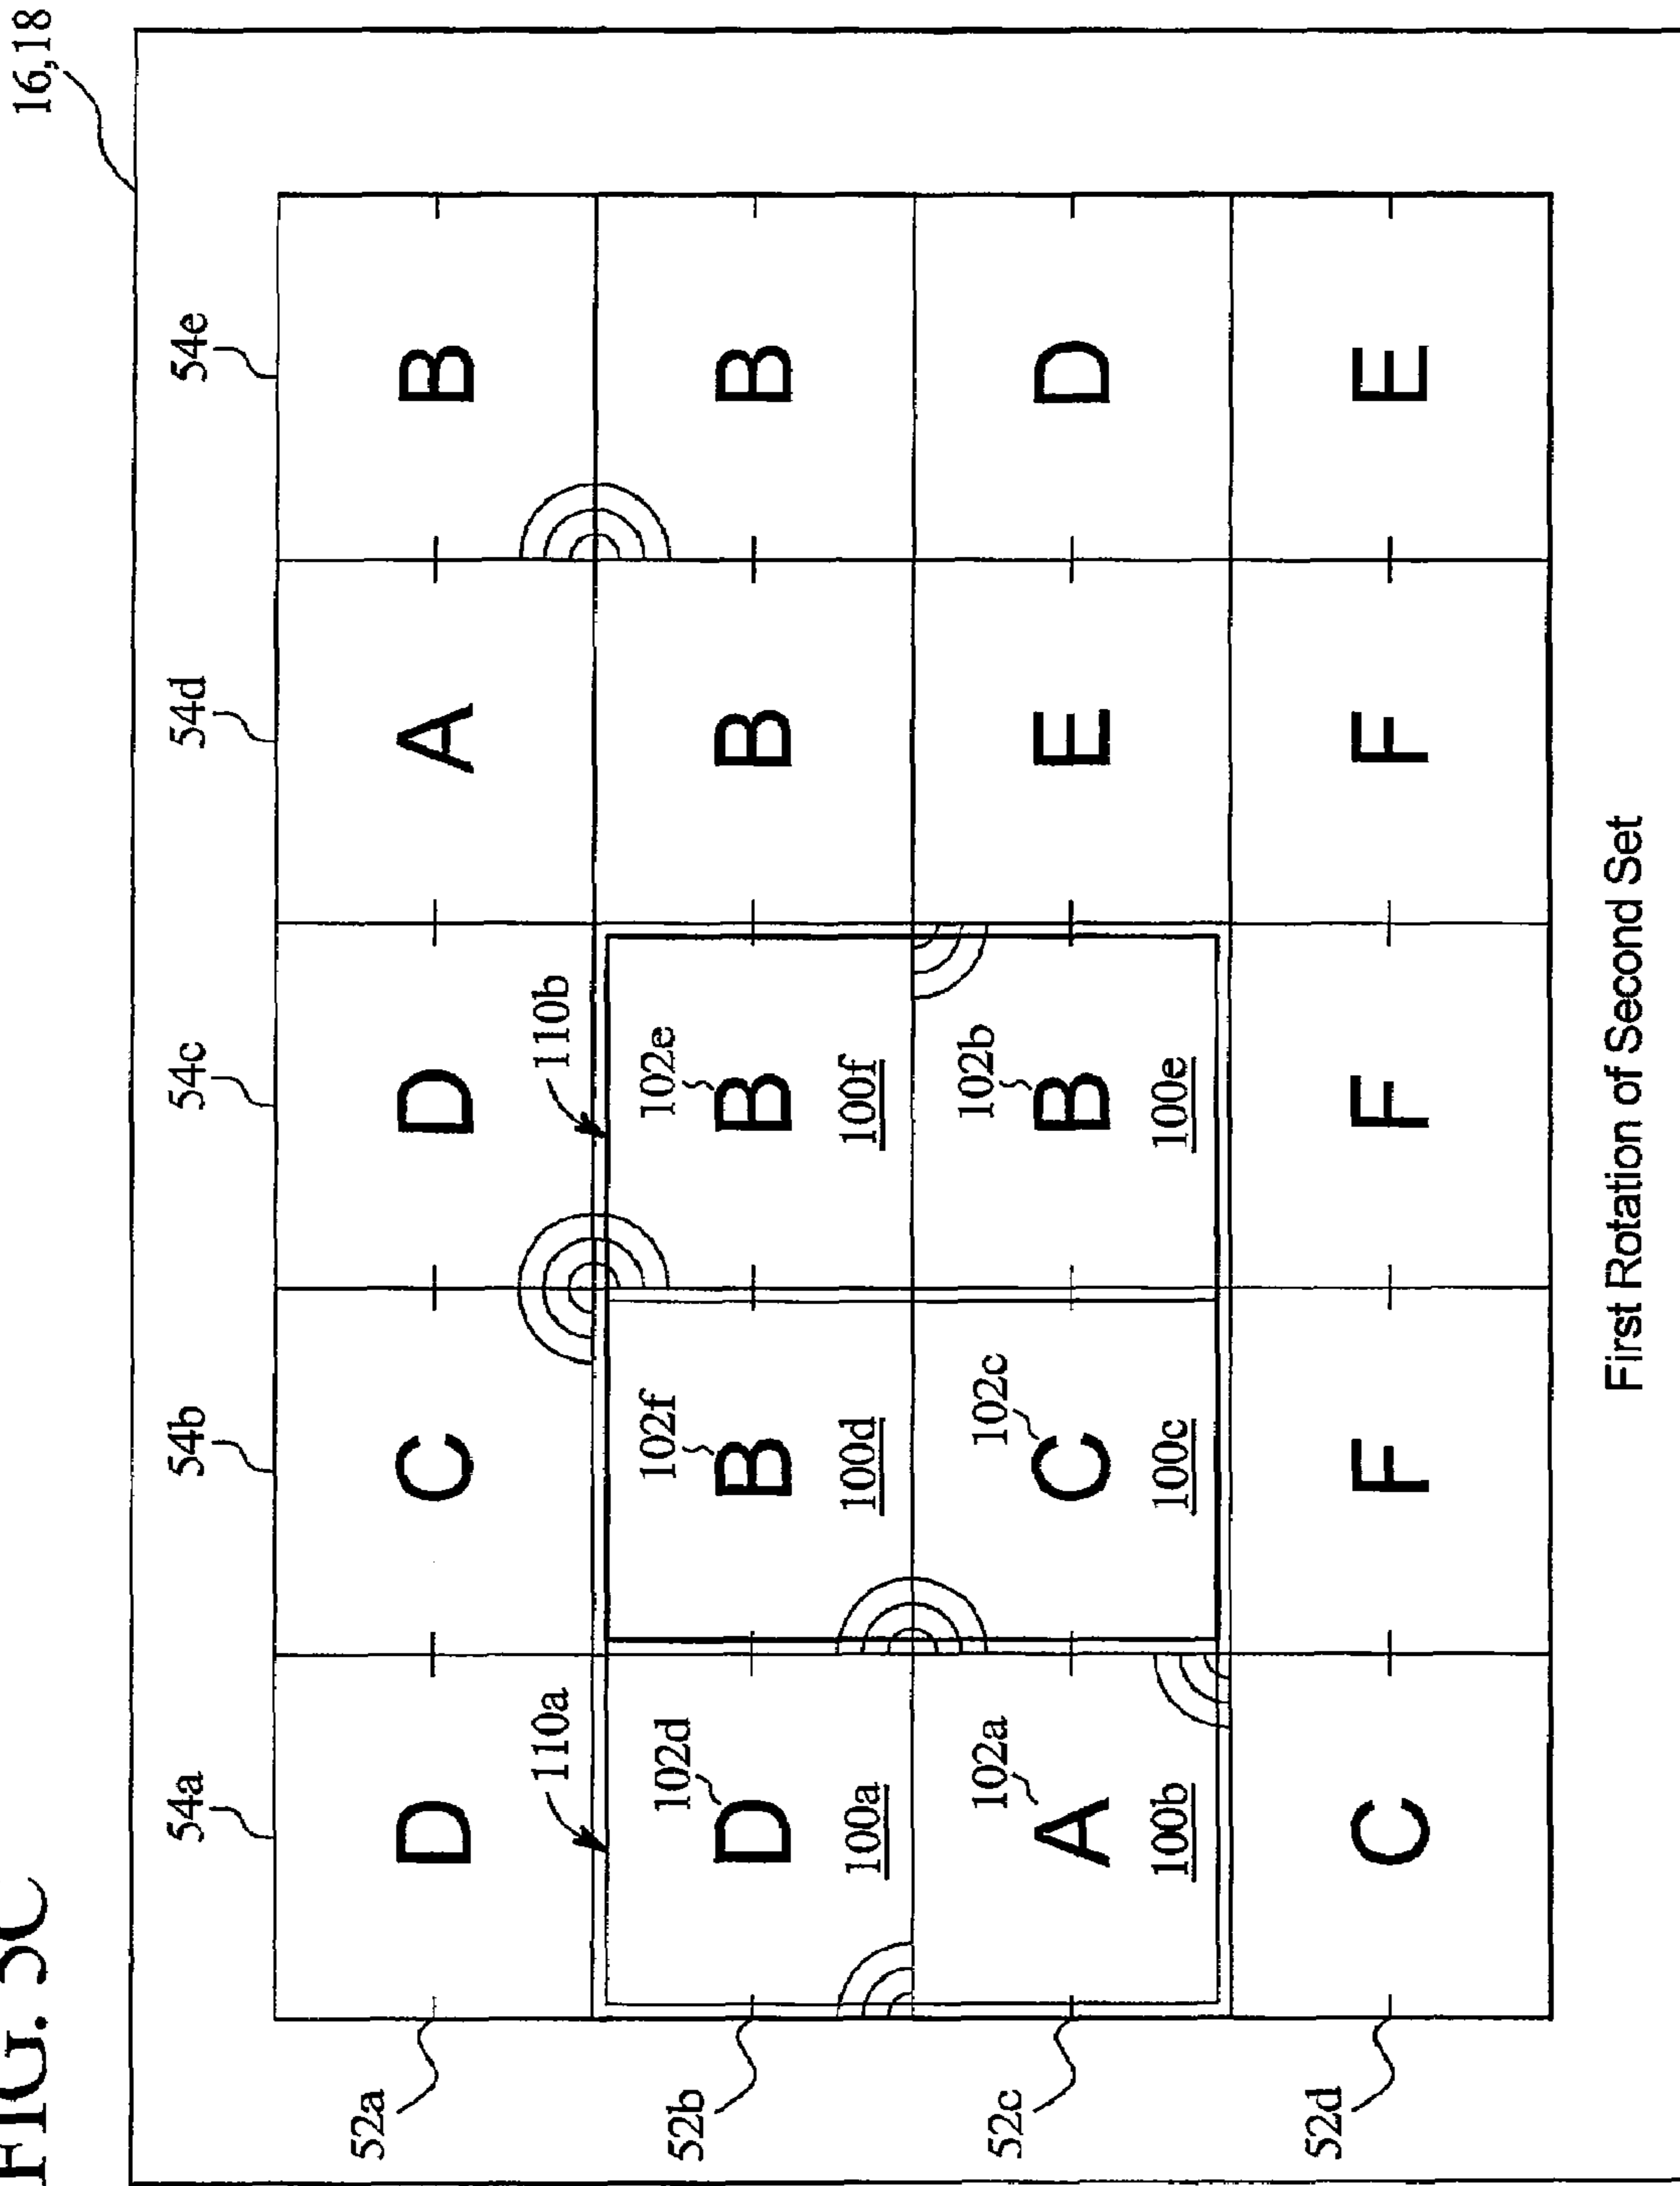 FIG.
16,18
54a 54b 54c 54d 54e
52a D C D A B
110a 110b
102d 102f 102e
52b D B B B B
100a 100d 100f
102a 102c 102b
52c A C B E D
100b 100c 100e
52d C F F F E
First Rotation of Second Set